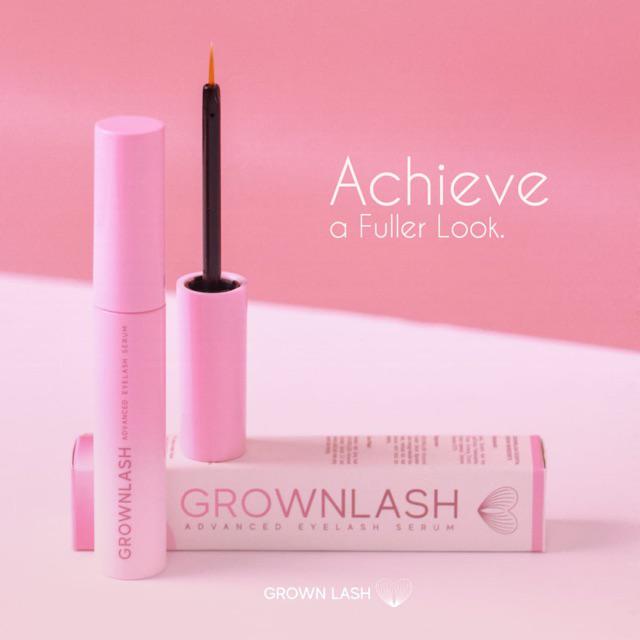 Achieve
a Fuller Look.
GROWNLASH ADVANCED EYELASH SERUM
GROWNLASH
ADVANCED EYELASH SERUM
GROWN LASH